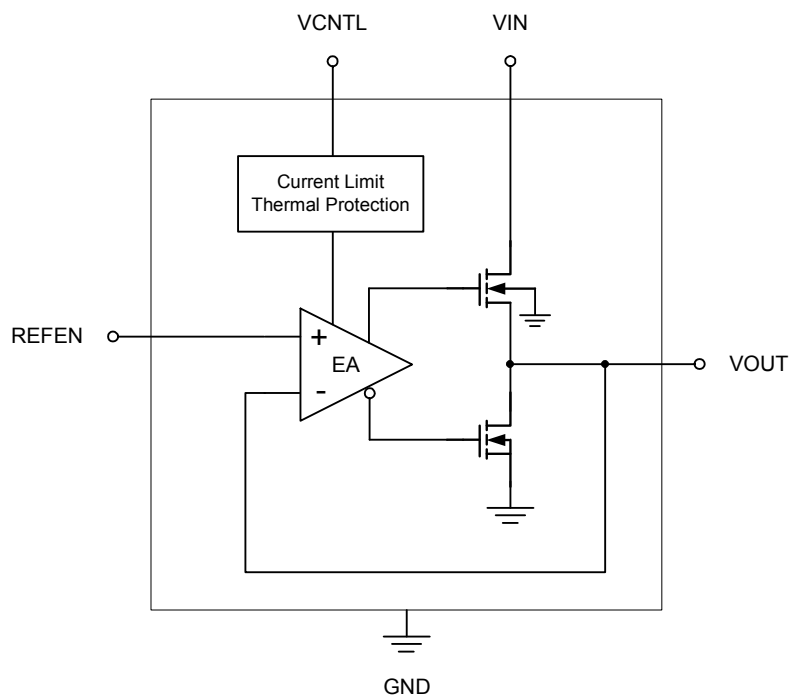 VCNTL
VIN
Current Limit
Thermal Protection
REFEN
+
EA
-
VOUT
GND